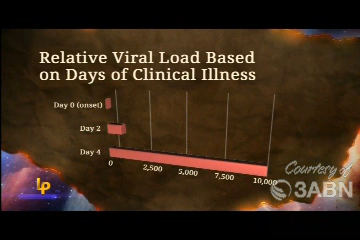 Relative Viral Load Based
on Days of Clinical Illness
Day 0 (onset)
Day 2
Day 4
0
2,500
5,000
7,500
10,000
Courtesy of
3ABN
LP